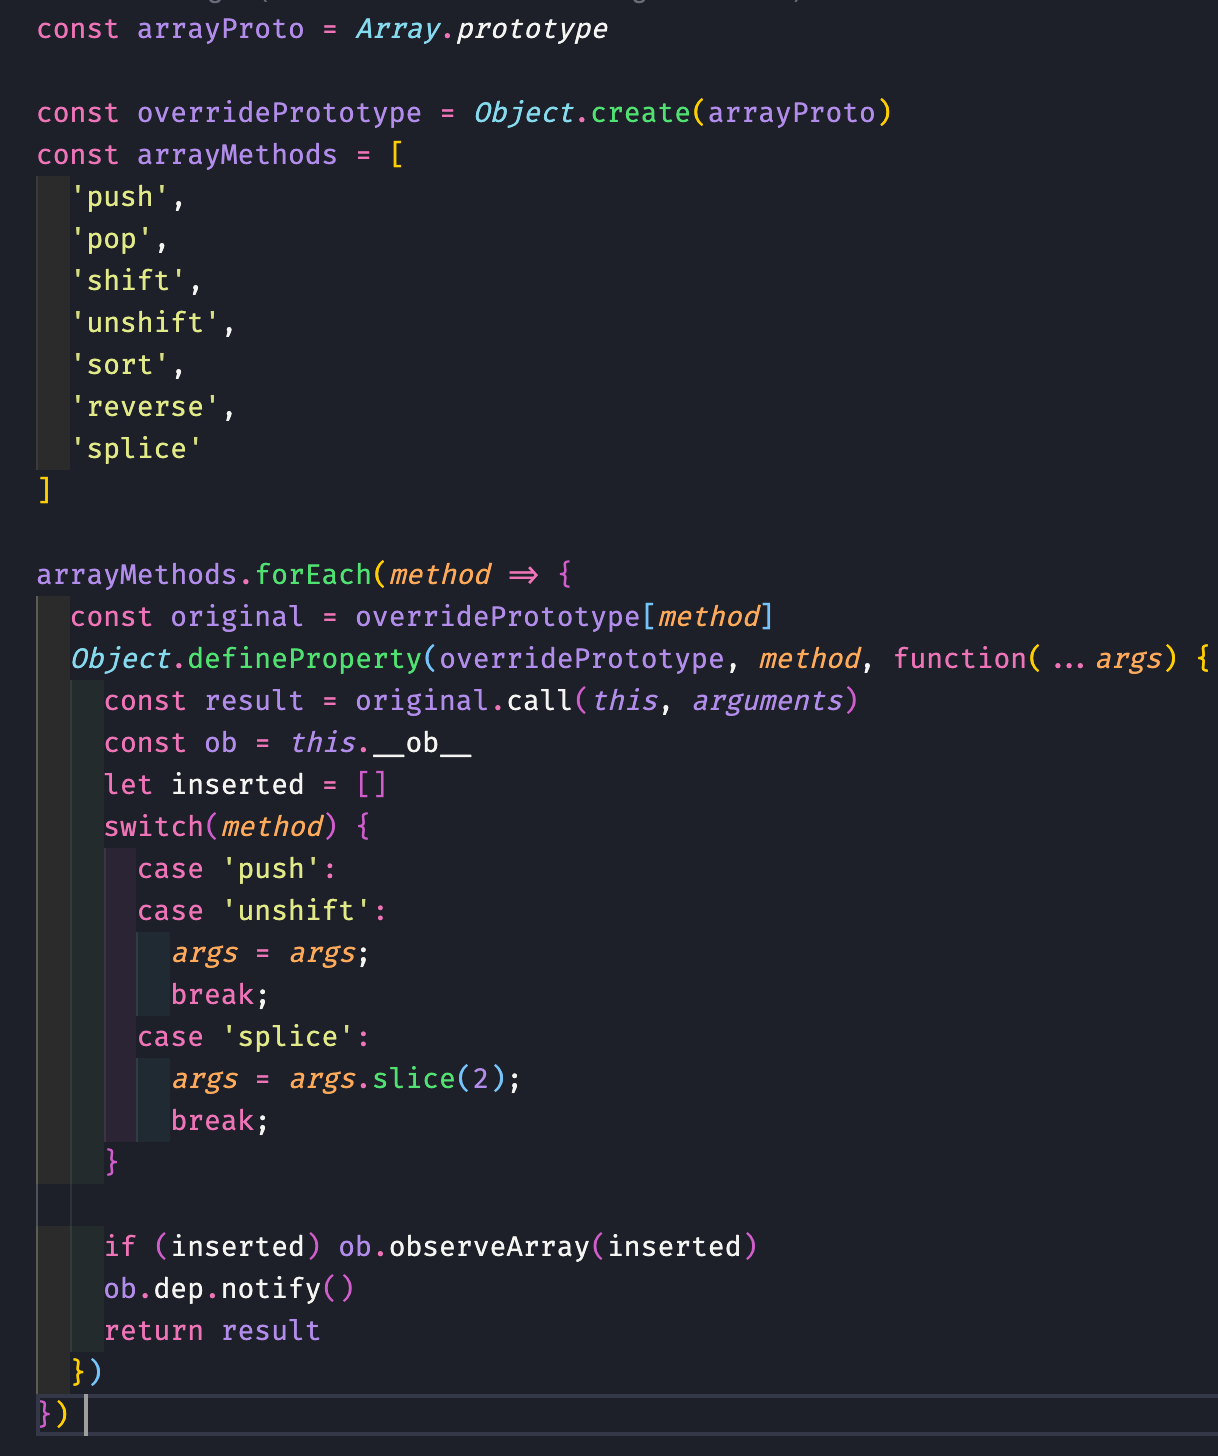 const arrayProto = Array.prototype
const overridePrototype = Object.create(arrayProto)
const arrayMethods = [
'push',
'pop',
'shift',
'unshift',
'sort',
'reverse',
'splice'
]
arrayMethods.forEach(method => {
const original = overridePrototype[method]
Object.defineProperty(overridePrototype, method, function(...args) {
const result = original.call(this, arguments)
const ob = this.__ob__
let inserted = []
switch(method) {
case 'push':
case 'unshift':
args = args;
break;
case 'splice':
args = args.slice(2);
break;
}
if (inserted) ob.observeArray(inserted)
ob.dep.notify()
return result
})
})